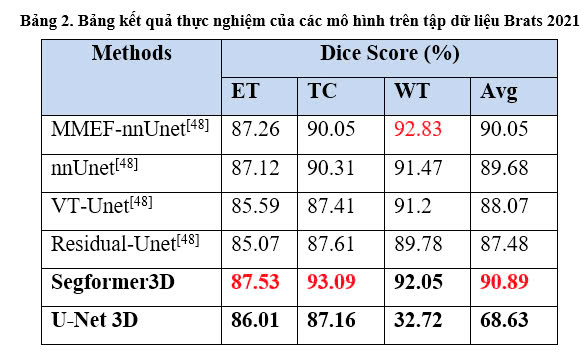 Bảng 2. Bảng kết quả thực nghiệm của các mô hình trên tập dữ liệu Brats 2021
Methods Dice Score (%)
ET TC WT Avg
MMEF-nnUnet[48] 87.26 90.05 92.83 90.05
nnUnet[48] 87.12 90.31 91.47 89.68
VT-Unet[48] 85.59 87.41 91.2 88.07
Residual-Unet[48] 85.07 87.61 89.78 87.48
Segformer3D 87.53 93.09 92.05 90.89
U-Net 3D 86.01 87.16 32.72 68.63